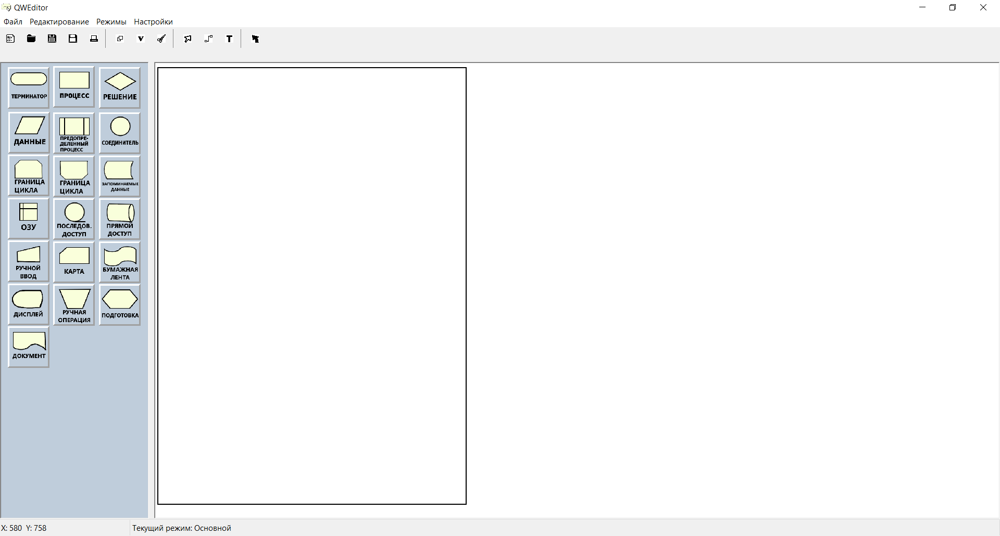 QWEditor
Файл Редактирование Режимы Настройки
V T
ТЕРМИНАТОР
ПРОЦЕСС
РЕШЕНИЕ
ДАННЫЕ
ПРЕДОПРЕ-
ДЕЛЕННЫЙ
ПРОЦЕСС
СОЕДИНИТЕЛЬ
ГРАНИЦА
ЦИКЛА
ГРАНИЦА
ЦИКЛА
ЗАПОМИНАЕМЫЕ
ДАННЫЕ
ОЗУ
ПОСЛЕДОВ.
ДОСТУП
ПРЯМОЙ
ДОСТУП
РУЧНОЙ
ВВОД
КАРТА
БУМАЖНАЯ
ЛЕНТА
ДИСПЛЕЙ
РУЧНАЯ
ОПЕРАЦИЯ
ПОДГОТОВКА
ДОКУМЕНТ
X: 580 Y: 758
Текущий режим: Основной